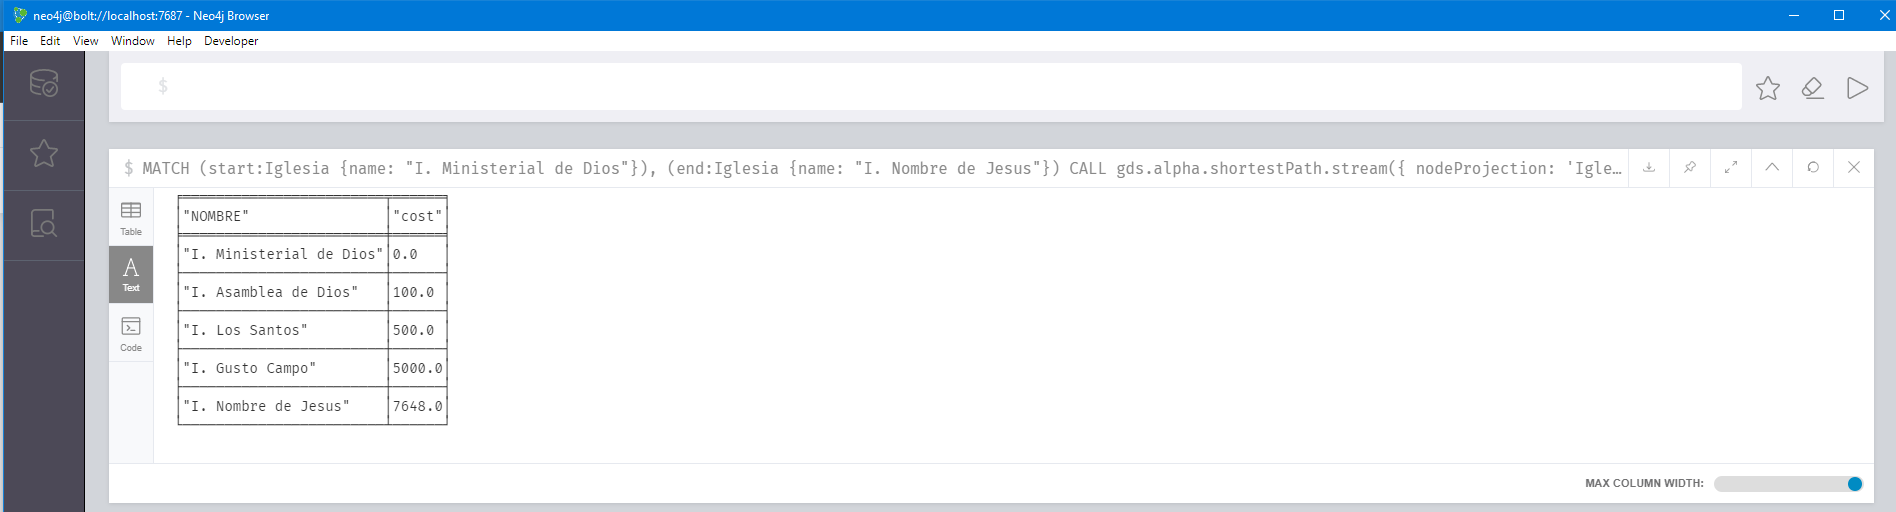 neo4j@bolt://localhost:7687 - Neo4j Browser
File Edit View Window Help Developer
$
$ MATCH (start:Iglesia {name: "I. Ministerial de Dios"}), (end:Iglesia {name: "I. Nombre de Jesus"}) CALL gds.alpha.shortestPath.stream({ nodeProjection: 'Igle…
Table
Text
Code
"NOMBRE" "cost"
"I. Ministerial de Dios" 0.0
"I. Asamblea de Dios" 100.0
"I. Los Santos" 500.0
"I. Gusto Campo" 5000.0
"I. Nombre de Jesus" 7648.0
MAX COLUMN WIDTH: